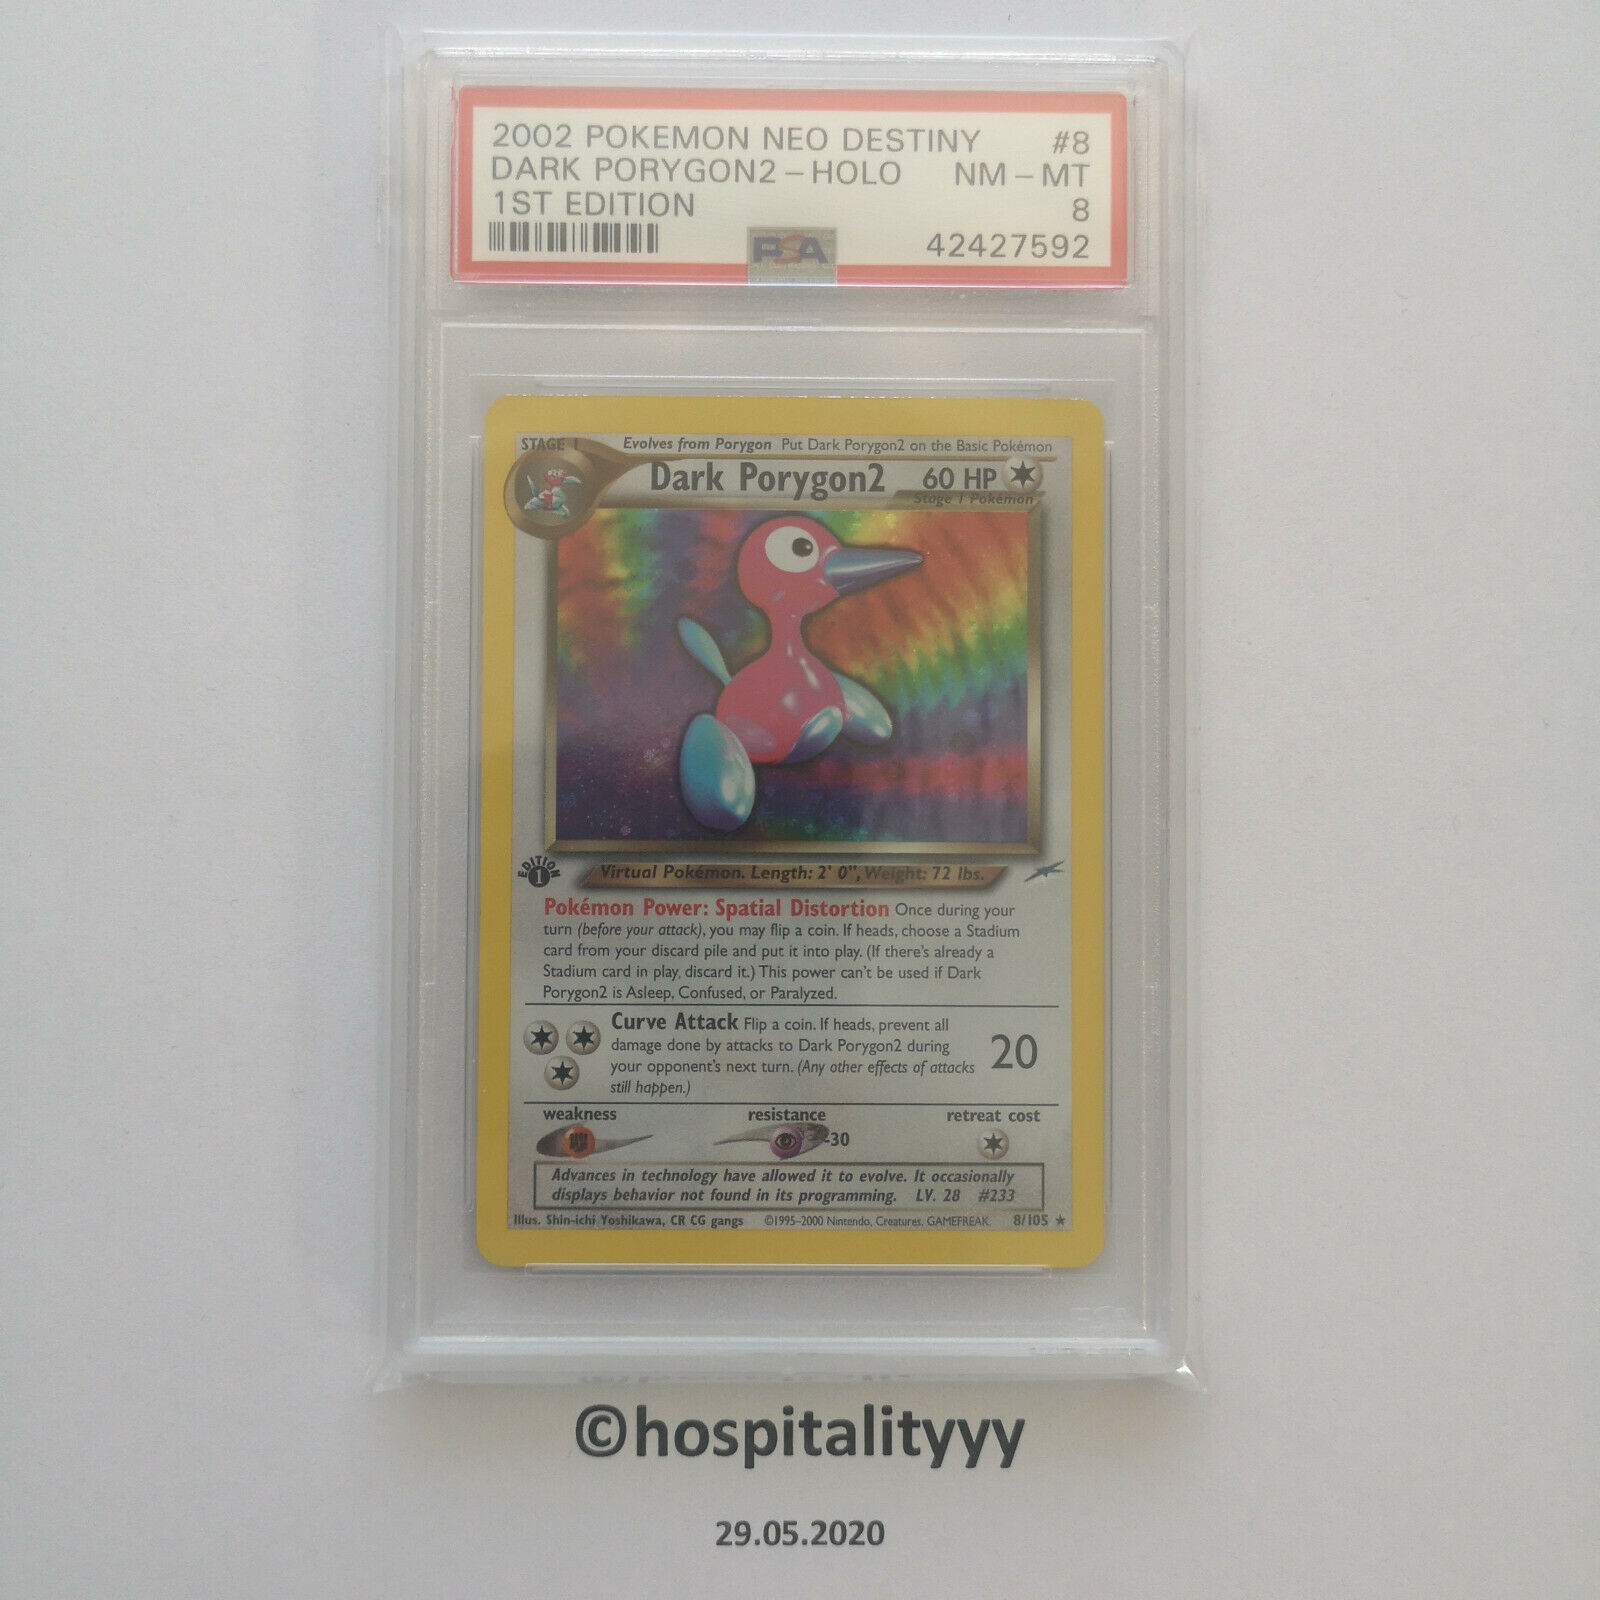 2002 POKEMON NEO DESTINY #8
DARK PORYGON2 - HOLO NM - MT
1ST EDITION 8
PSA 42427592
STAGE 1 Evolves from Porygon Put Dark Porygon2 on the Basic Pokémon
Dark Porygon2 60 HP
Stage 1 Pokémon
EDITION 1
Virtual Pokémon. Length: 2' 0", Weight: 72 lbs.
Pokémon Power: Spatial Distortion Once during your
turn (before your attack), you may flip a coin. If heads, choose a Stadium
card from your discard pile and put it into play. (If there's already a
Stadium card in play, discard it.) This power can't be used if Dark
Porygon2 is Asleep, Confused, or Paralyzed.
Curve Attack Flip a coin. If heads, prevent all
damage done by attacks to Dark Porygon2 during
your opponent's next turn. (Any other effects of attacks
still happen.)
20
weakness resistance retreat cost
-30
Advances in technology have allowed it to evolve. It occasionally
displays behavior not found in its programming. LV. 28 #233
Illus. Shin-ichi Yoshikawa, CR CG gangs ©1995-2000 Nintendo, Creatures, GAMEFREAK. 8/105 ★
©hospitalityyy
29.05.2020